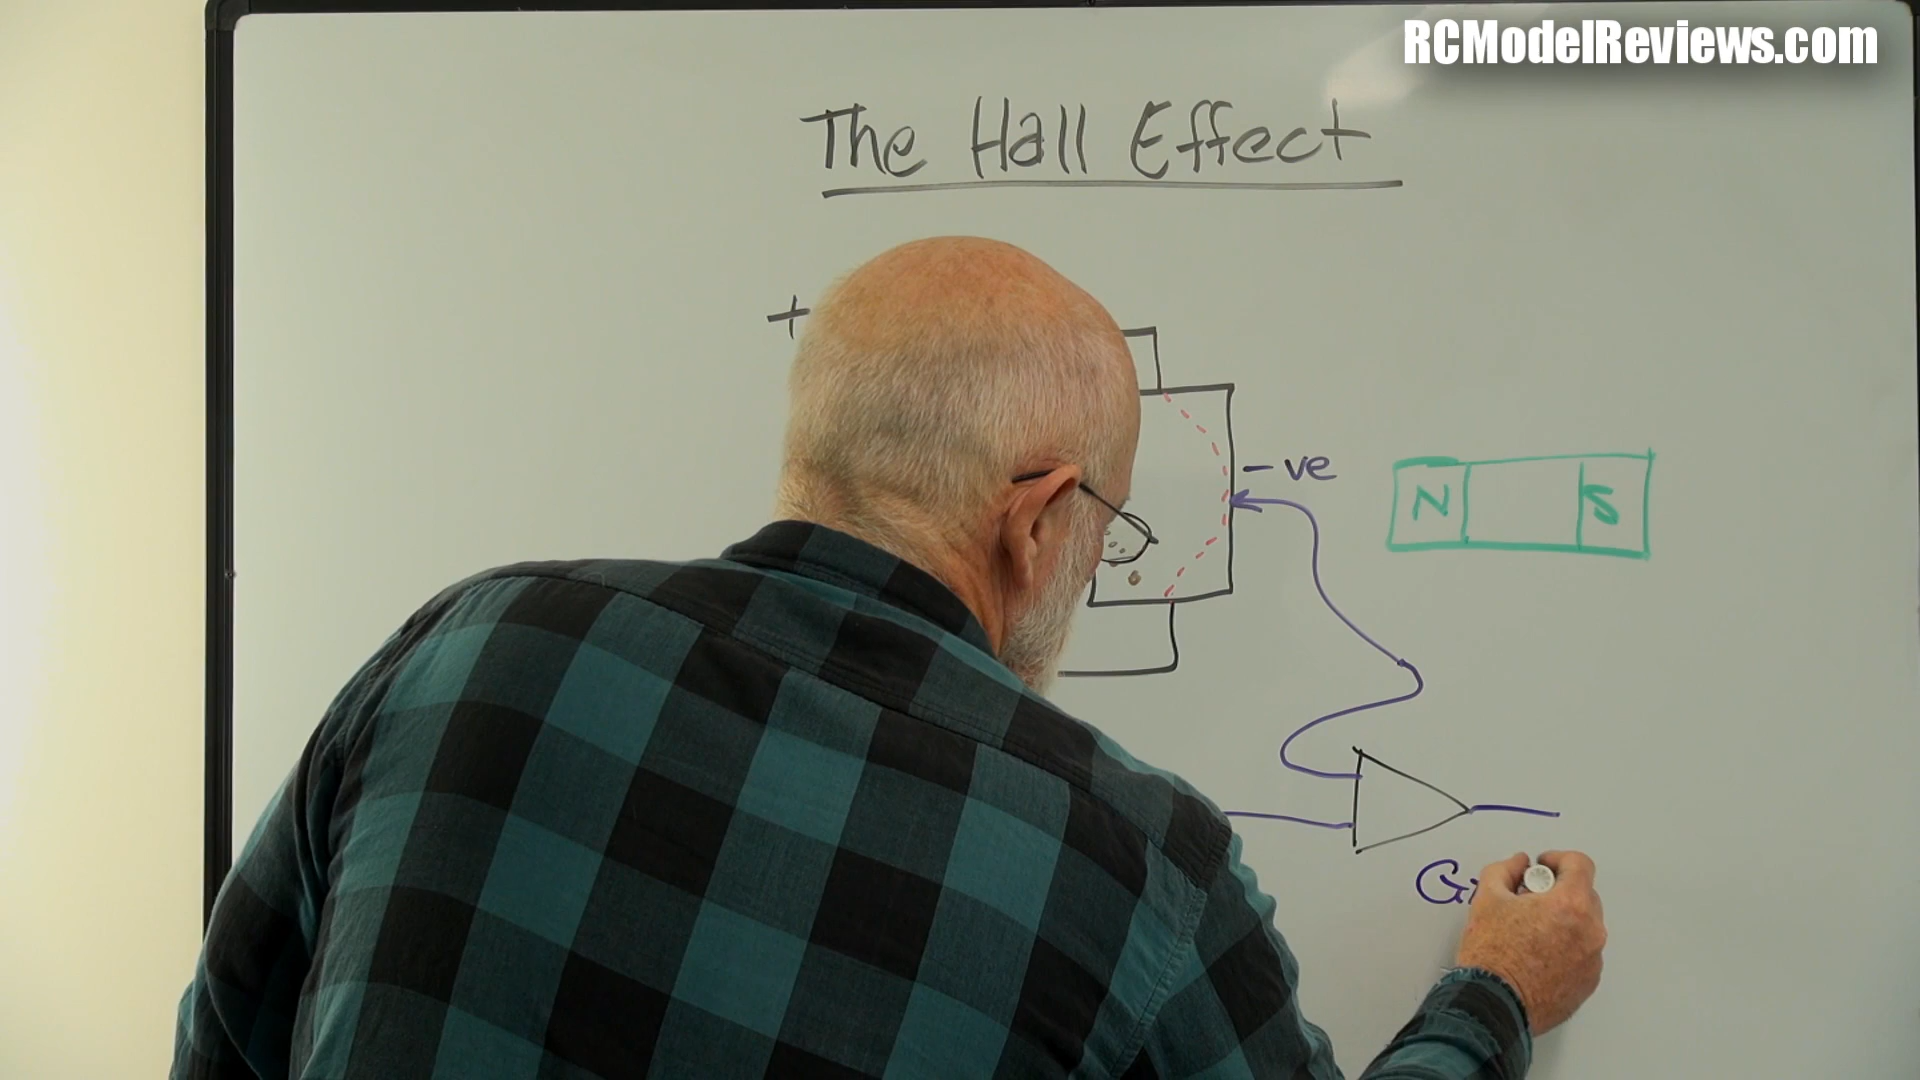 RCModelReviews.com
The Hall Effect
+
- ve
N S